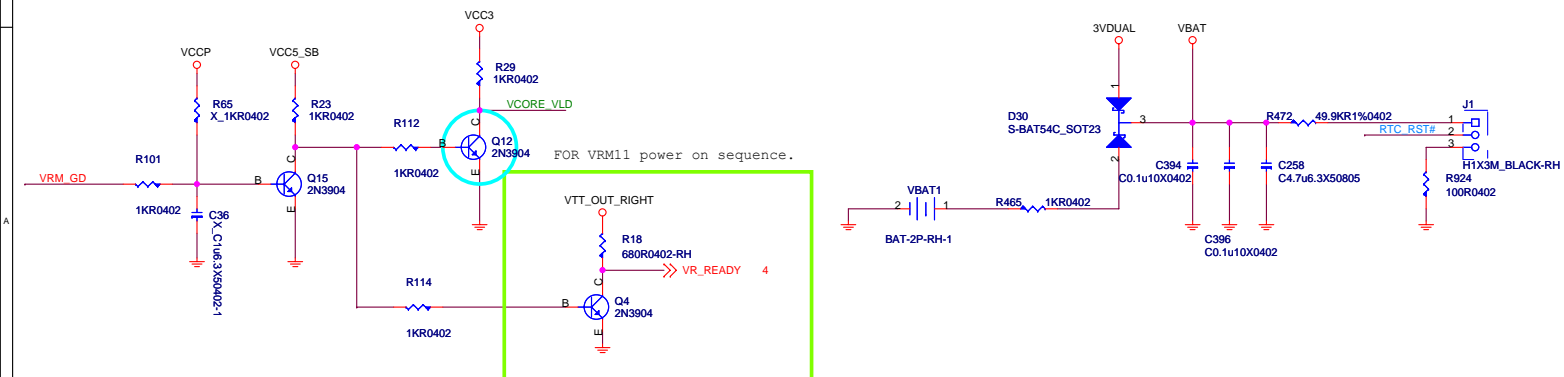 A
VCCP
VCC5_SB
VCC3
R65
X_1KR0402
R23
1KR0402
R29
1KR0402
VCORE_VLD
R112
1KR0402
C
B
E
Q12
2N3904
FOR VRM11 power on sequence.
VRM_GD
R101
1KR0402
C
B
E
Q15
2N3904
C36
X_C1u6.3X50402-1
VTT_OUT_RIGHT
R18
680R0402-RH
VR_READY 4
R114
1KR0402
C
B
E
Q4
2N3904
3VDUAL
VBAT
1
D30
S-BAT54C_SOT23
3
2
R472
49.9KR1%0402
J1
1
RTC_RST#
2
3
H1X3M_BLACK-RH
C394
C0.1u10X0402
C258
C4.7u6.3X50805
R924
100R0402
VBAT1
2
1
BAT-2P-RH-1
R465
1KR0402
C396
C0.1u10X0402